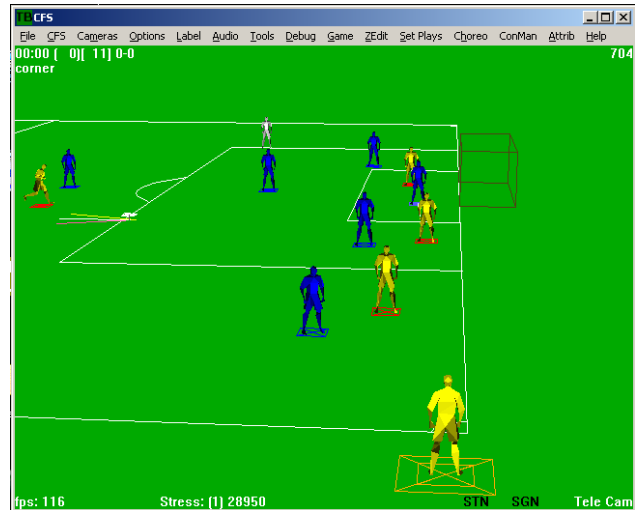 TB CFS
File CFS Cameras Options Label Audio Tools Debug Game ZEdit Set Plays Choreo ConMan Attrib Help
00:00 ( 0)[ 11] 0-0 704
corner
fps: 116 Stress: (1) 28950 STN SGN Tele Cam